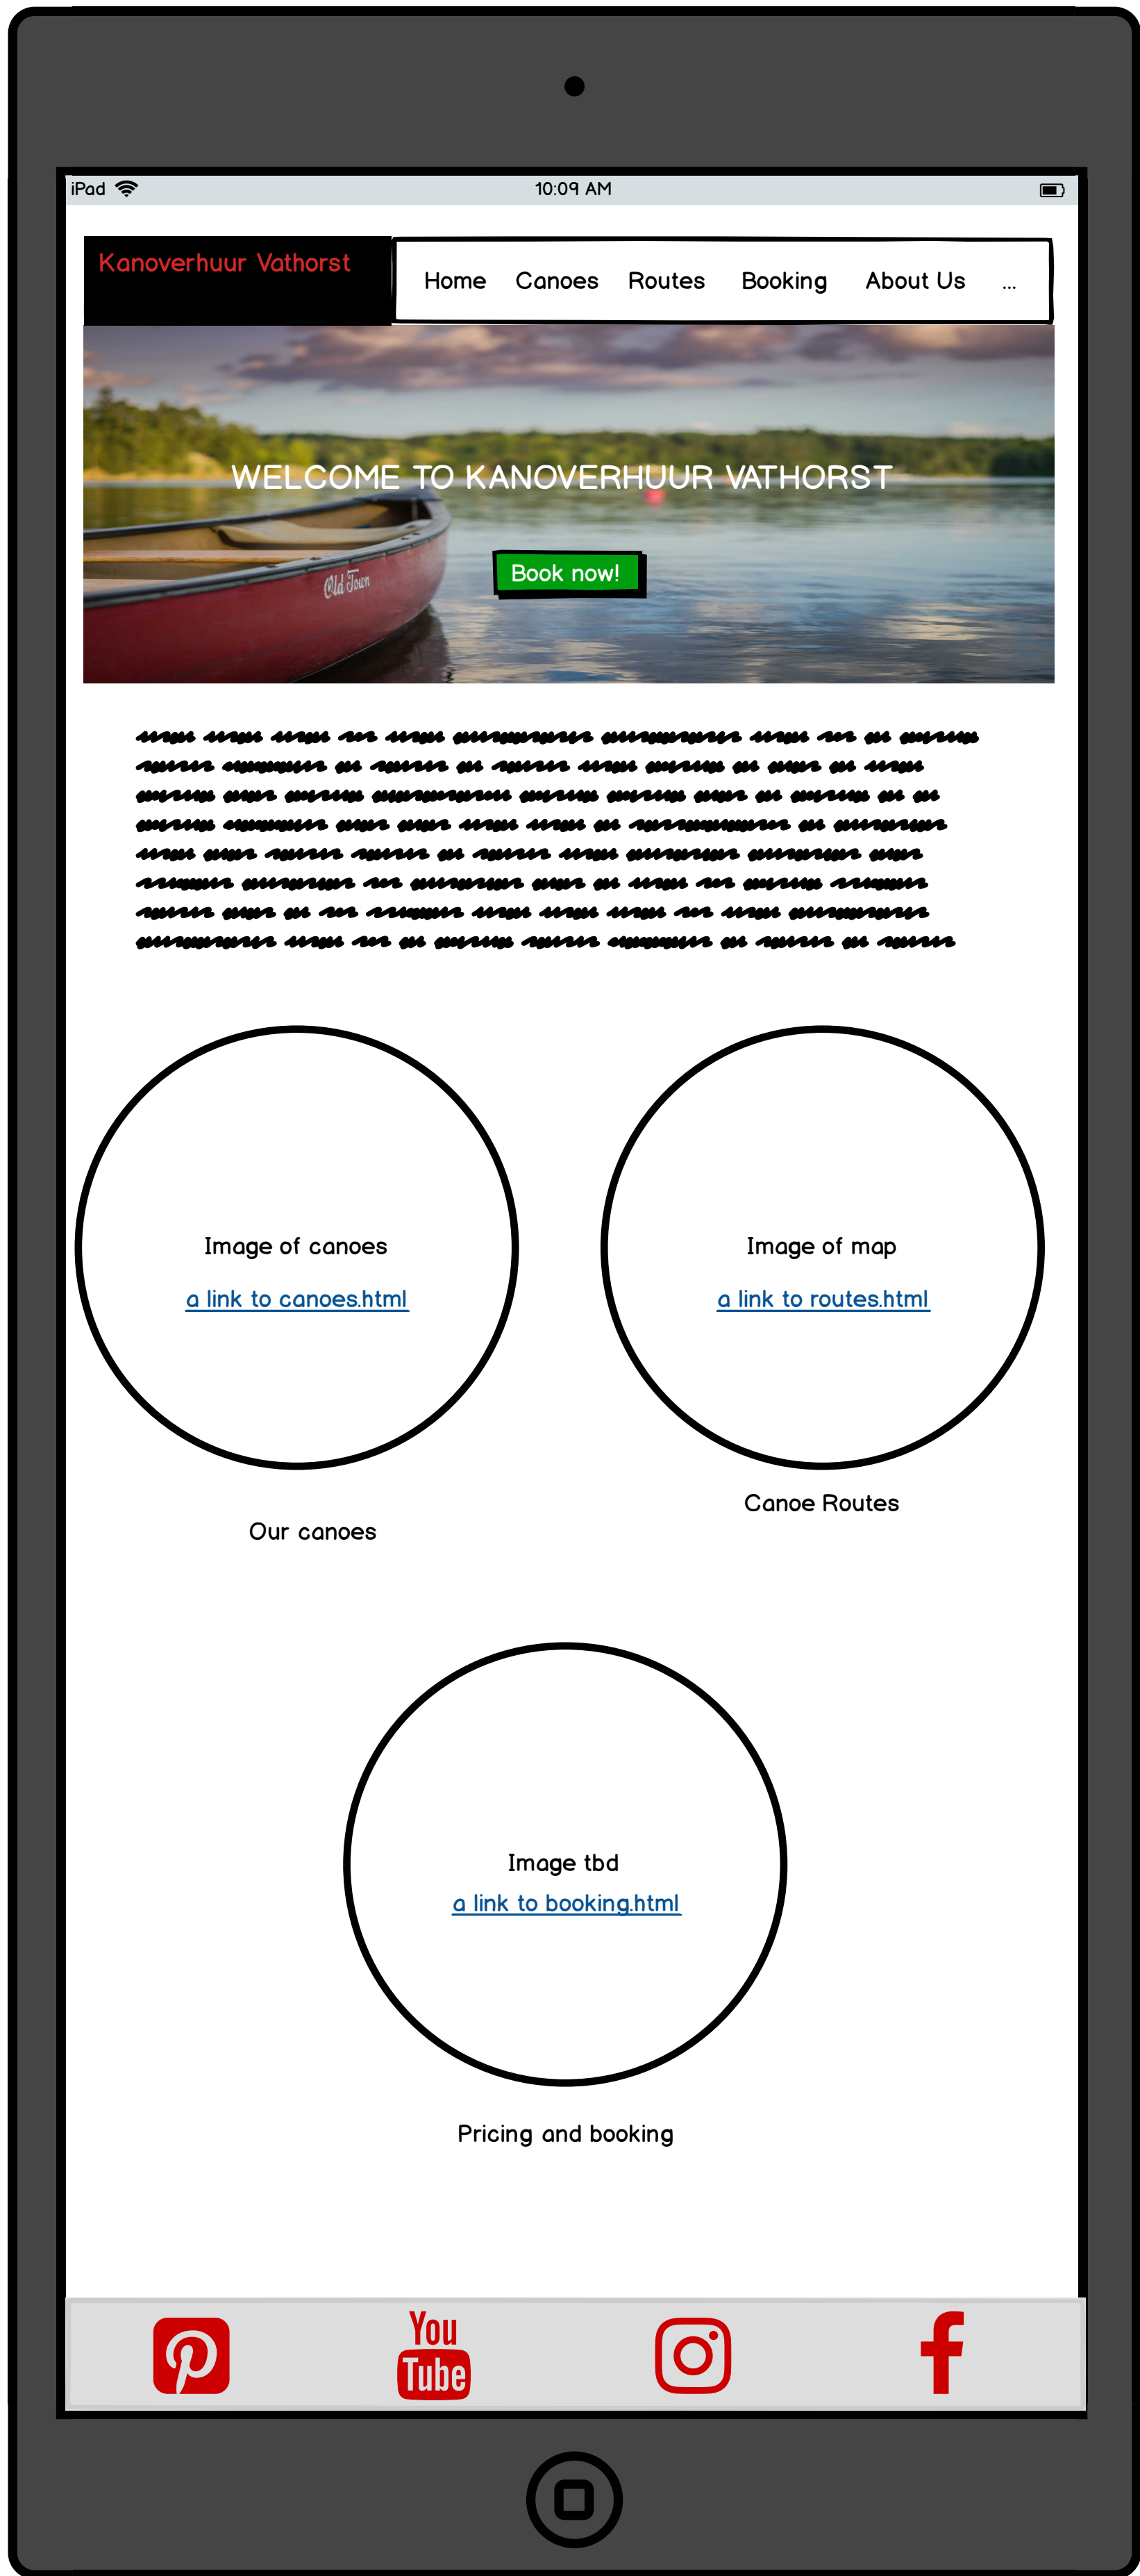 iPad
10:09 AM
Kanoverhuur Vathorst
Home Canoes Routes Booking About Us ...
WELCOME TO KANOVERHUUR VATHORST
Old Town
Book now!
Image of canoes
a link to canoes.html
Image of map
a link to routes.html
Our canoes
Canoe Routes
Image tbd
a link to booking.html
Pricing and booking
You
Tube